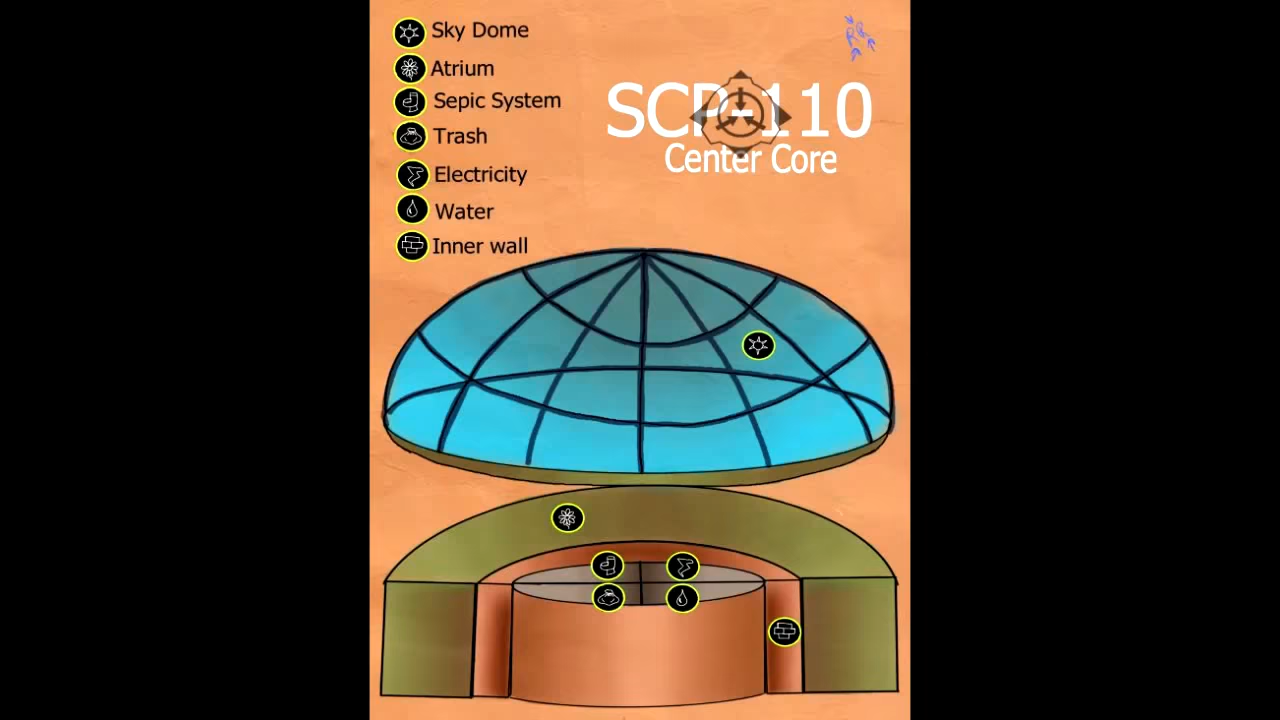 Sky Dome
Atrium
Sepic System
Trash
Electricity
Water
Inner wall
SCP-110
Center Core